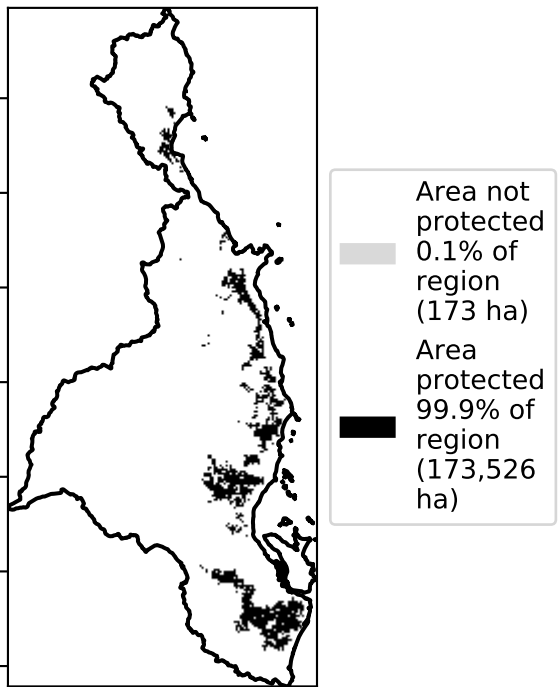 Area not
protected
0.1% of
region
(173 ha)
Area
protected
99.9% of
region
(173,526
ha)